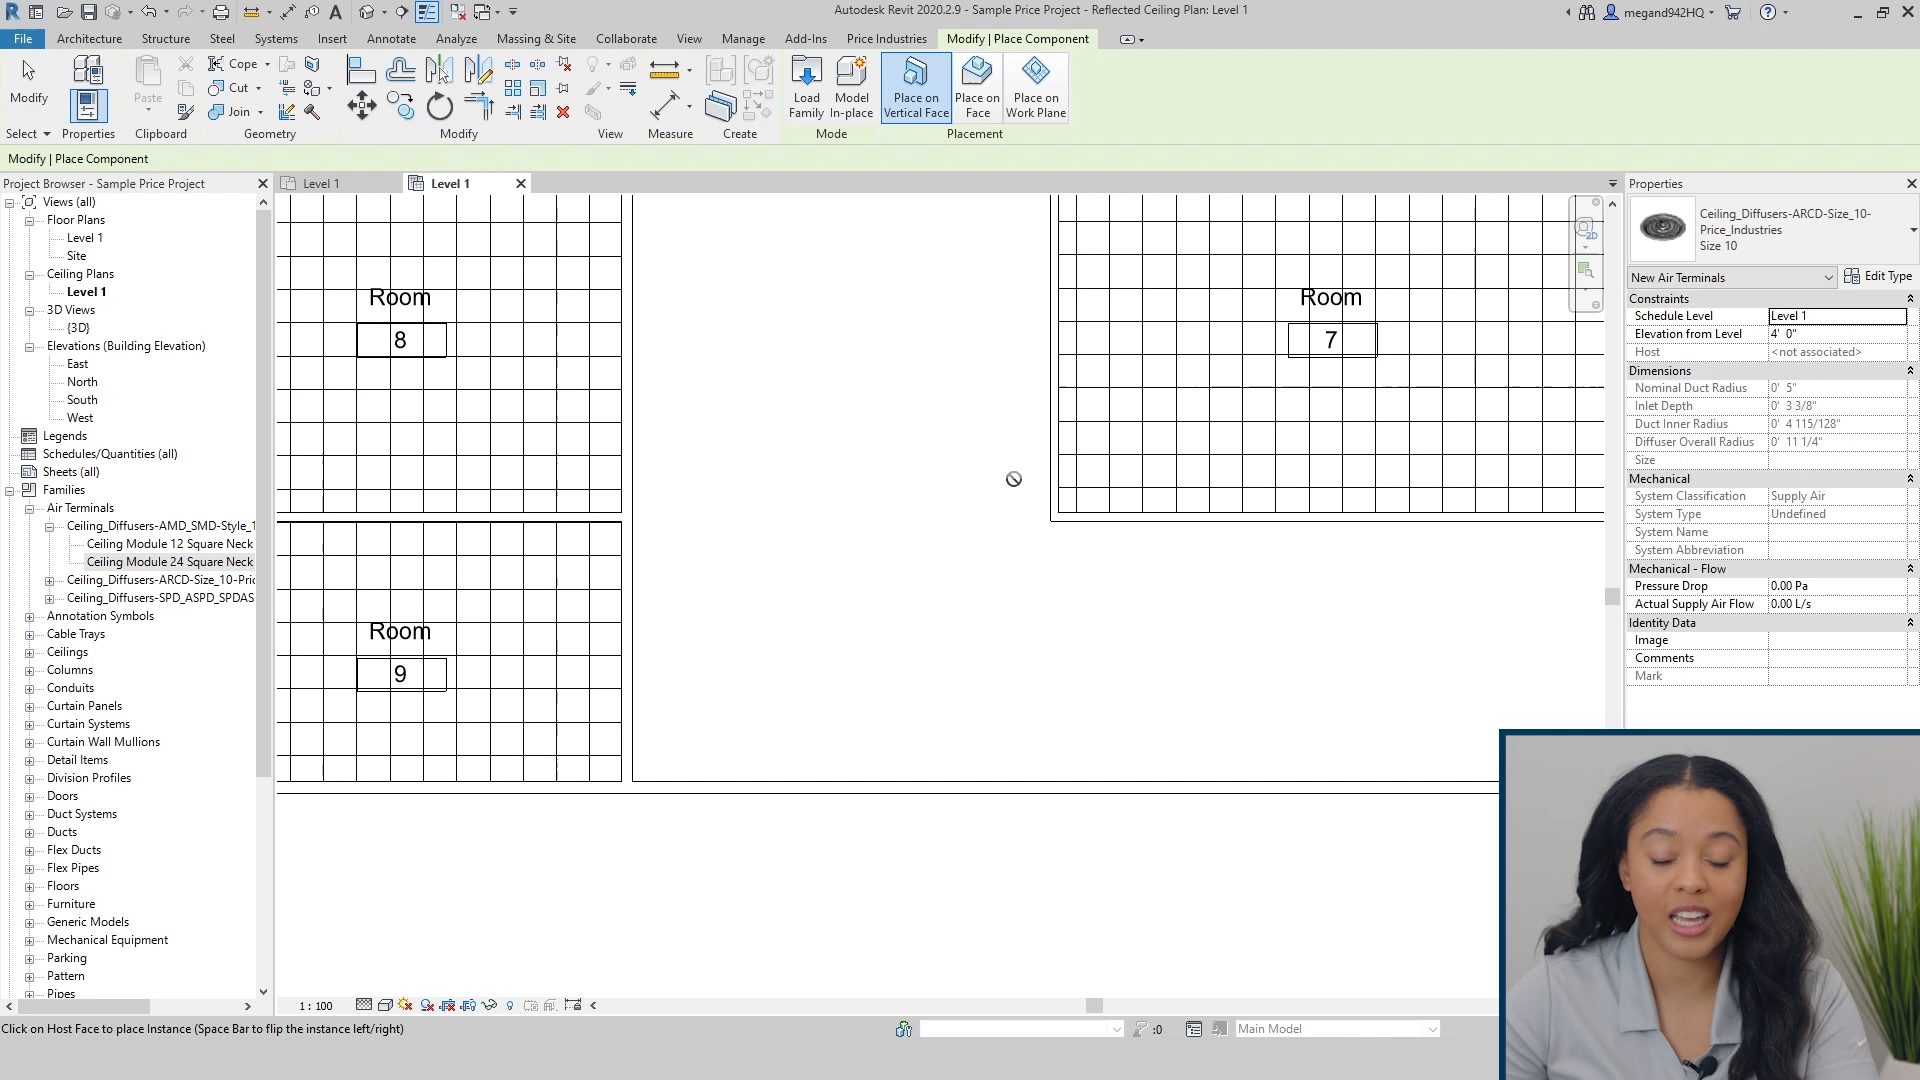 Autodesk Revit 2020.2.9 - Sample Price Project - Reflected Ceiling Plan: Level 1
megand942HQ
File Architecture Structure Steel Systems Insert Annotate Analyze Massing & Site Collaborate View Manage Add-Ins Price Industries Modify | Place Component
Modify
Paste
Cope
Cut
Join
Load Family
Model In-place
Place on Vertical Face
Place on Face
Place on Work Plane
Select Properties Clipboard Geometry Modify View Measure Create Mode Placement
Modify | Place Component
Project Browser - Sample Price Project
Views (all)
Floor Plans
Level 1
Site
Ceiling Plans
Level 1
3D Views
{3D}
Elevations (Building Elevation)
East
North
South
West
Legends
Schedules/Quantities (all)
Sheets (all)
Families
Air Terminals
Ceiling_Diffusers-AMD_SMD-Style_1
Ceiling Module 12 Square Neck
Ceiling Module 24 Square Neck
Ceiling_Diffusers-ARCD-Size_10-Pric
Ceiling_Diffusers-SPD_ASPD_SPDAS
Annotation Symbols
Cable Trays
Ceilings
Columns
Conduits
Curtain Panels
Curtain Systems
Curtain Wall Mullions
Detail Items
Division Profiles
Doors
Duct Systems
Ducts
Flex Ducts
Flex Pipes
Floors
Furniture
Generic Models
Mechanical Equipment
Parking
Pattern
Pipes
Level 1
Level 1
Room
8
Room
7
Room
9
2D
Properties
Ceiling_Diffusers-ARCD-Size_10-
Price_Industries
Size 10
New Air Terminals Edit Type
Constraints
Schedule Level Level 1
Elevation from Level 4' 0"
Host <not associated>
Dimensions
Nominal Duct Radius 0' 5"
Inlet Depth 0' 3 3/8"
Duct Inner Radius 0' 4 115/128"
Diffuser Overall Radius 0' 11 1/4"
Size
Mechanical
System Classification Supply Air
System Type Undefined
System Name
System Abbreviation
Mechanical - Flow
Pressure Drop 0.00 Pa
Actual Supply Air Flow 0.00 L/s
Identity Data
Image
Comments
Mark
1 : 100
Click on Host Face to place Instance (Space Bar to flip the instance left/right)
:0
Main Model